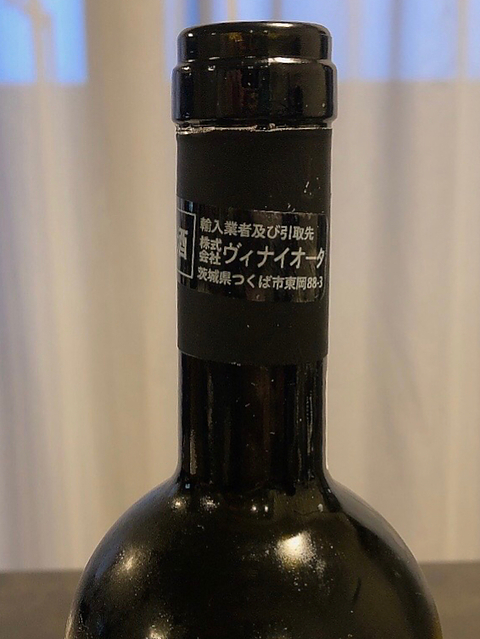 酒
輸入業者及び引取先
株式会社ヴィナイオータ
茨城県つくば市東岡88-3